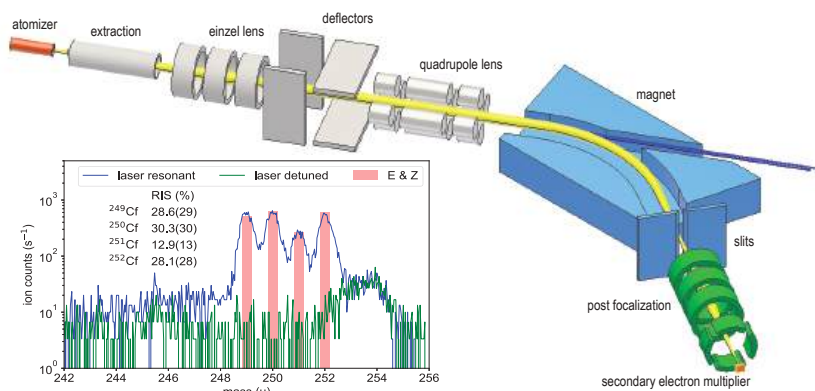 atomizer
extraction
einzel lens
deflectors
quadrupole lens
magnet
slits
post focalization
secondary electron multiplier
laser resonant laser detuned E & Z
RIS (%)
²⁴⁹Cf 28.6(29)
²⁵⁰Cf 30.3(30)
²⁵¹Cf 12.9(13)
²⁵²Cf 28.1(28)
ion counts (s⁻¹)
10³
10²
10¹
10⁰
242 244 246 248 250 252 254 256
mass (u)